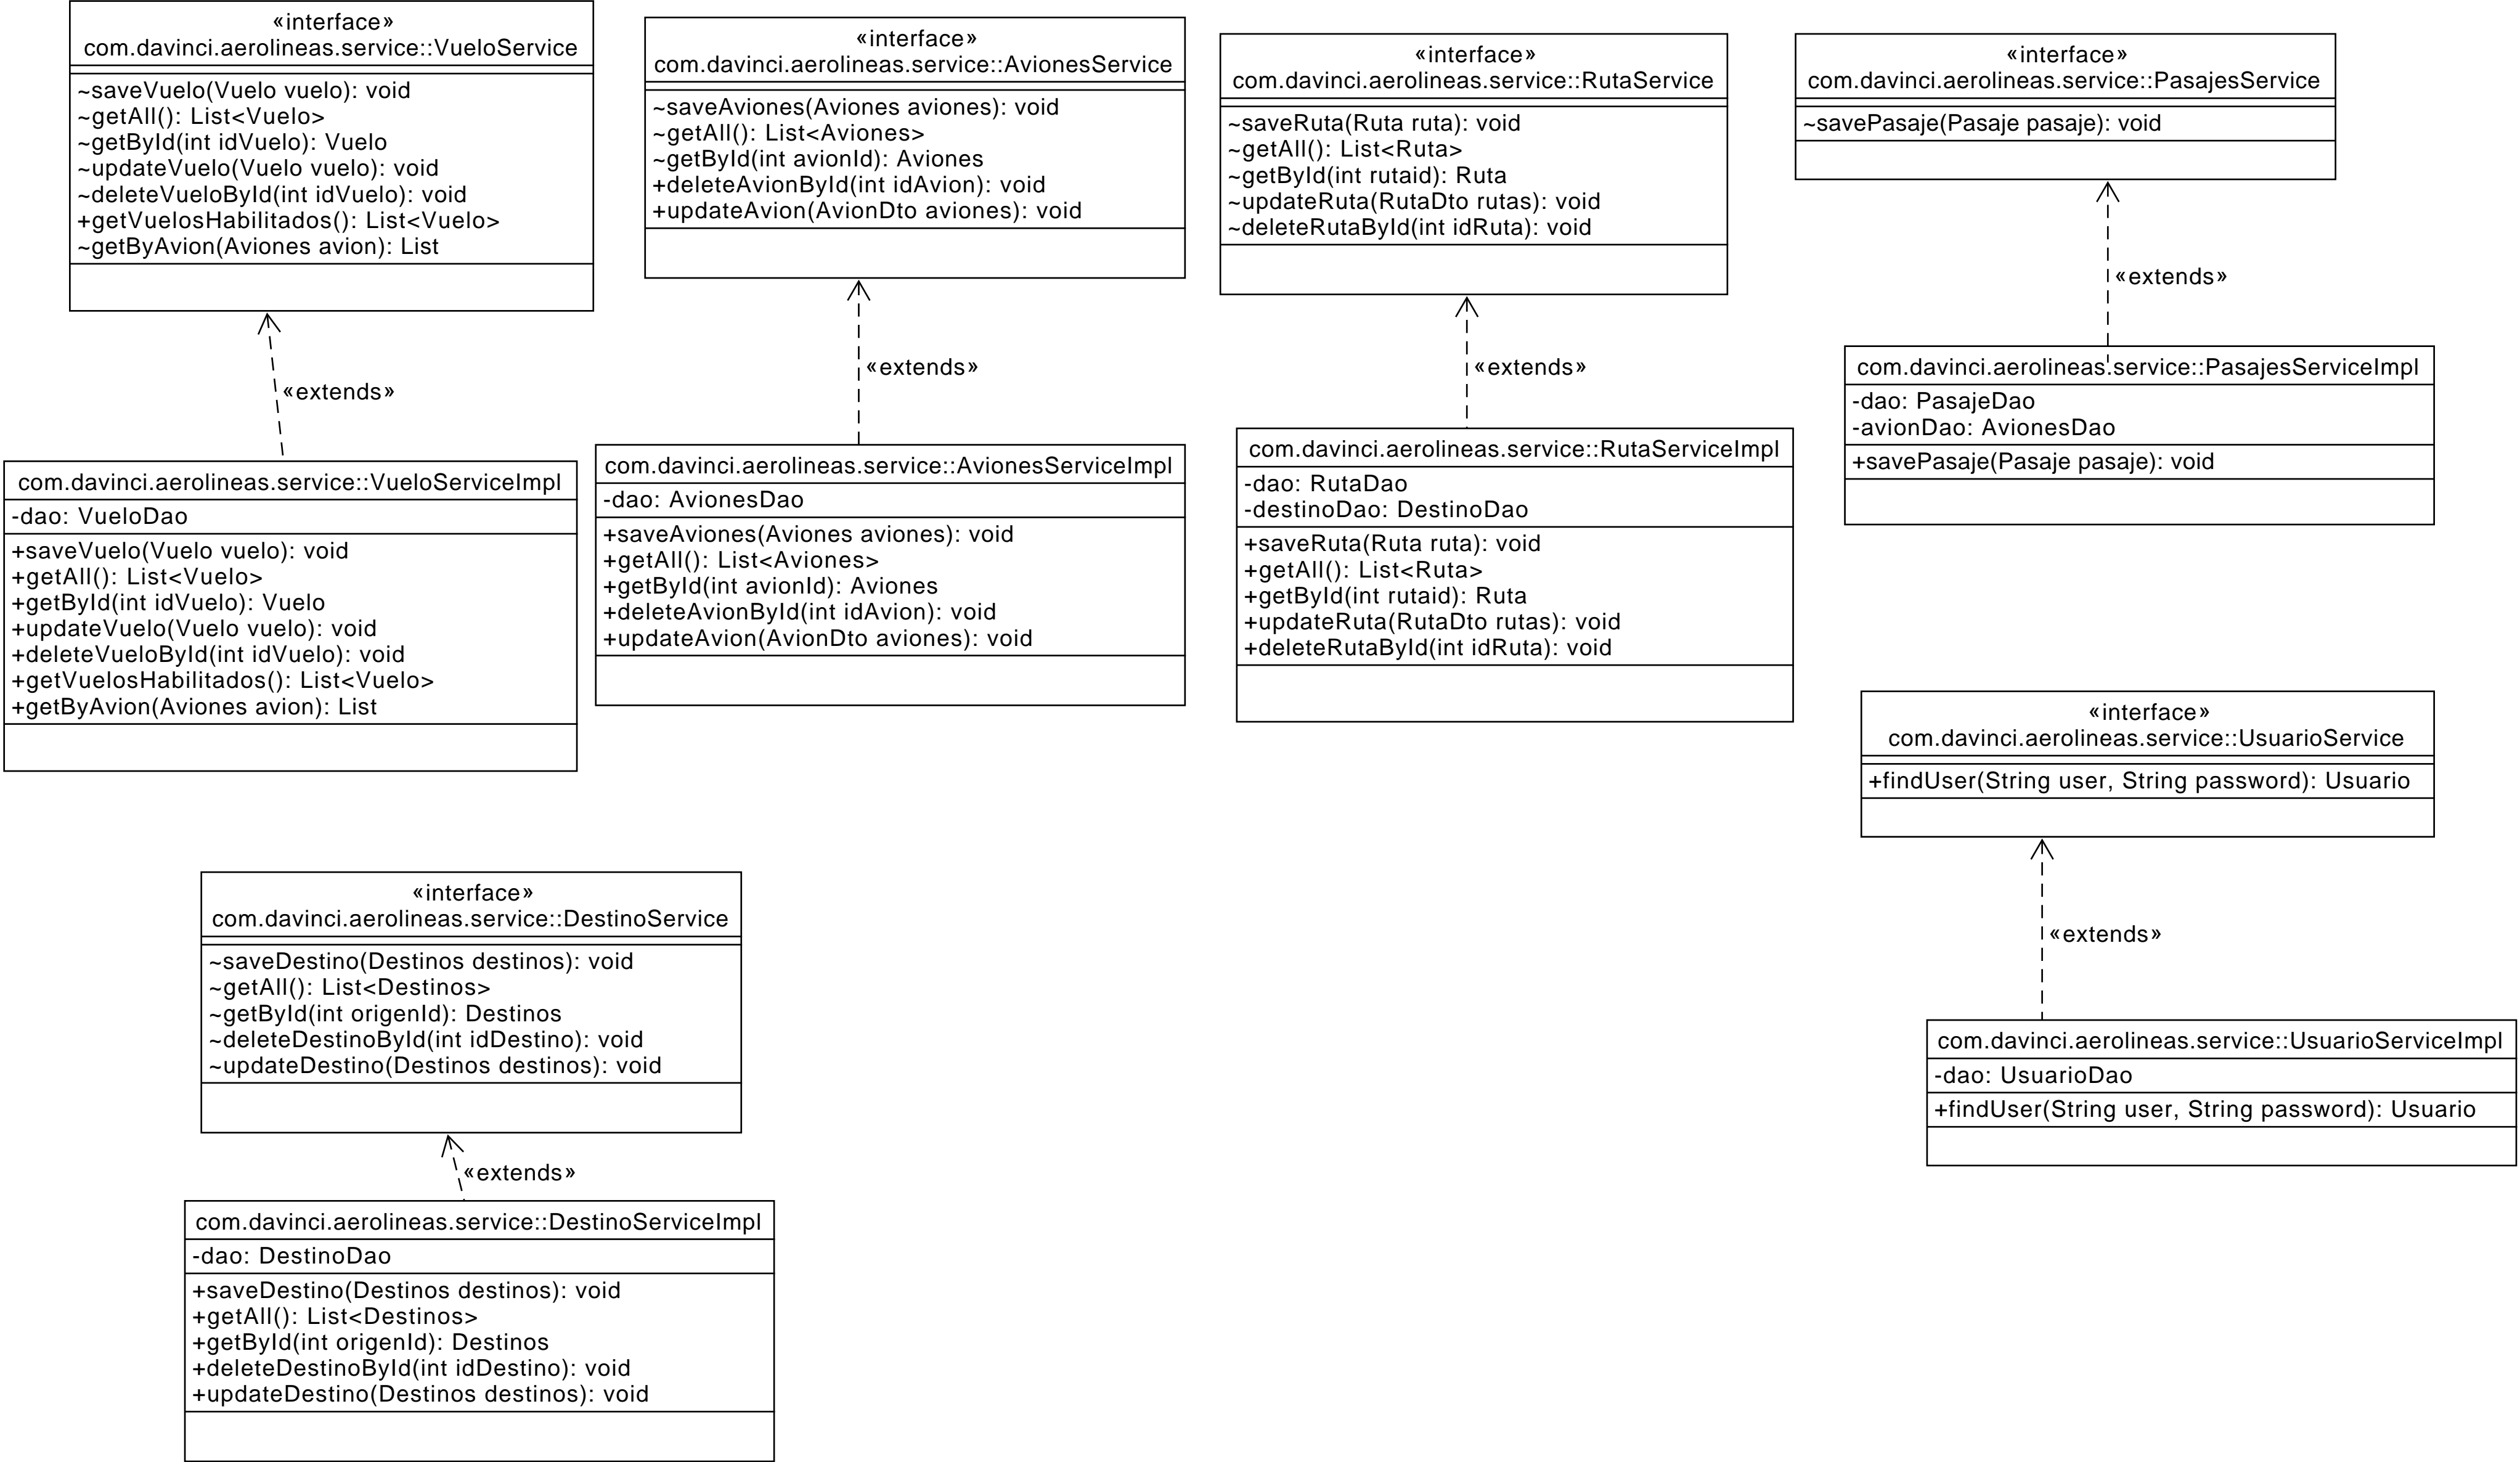 «interface»
com.davinci.aerolineas.service::VueloService
~saveVuelo(Vuelo vuelo): void
~getAll(): List<Vuelo>
~getById(int idVuelo): Vuelo
~updateVuelo(Vuelo vuelo): void
~deleteVueloById(int idVuelo): void
+getVuelosHabilitados(): List<Vuelo>
~getByAvion(Aviones avion): List
«interface»
com.davinci.aerolineas.service::AvionesService
~saveAviones(Aviones aviones): void
~getAll(): List<Aviones>
~getById(int avionId): Aviones
+deleteAvionById(int idAvion): void
+updateAvion(AvionDto aviones): void
«interface»
com.davinci.aerolineas.service::RutaService
~saveRuta(Ruta ruta): void
~getAll(): List<Ruta>
~getById(int rutaid): Ruta
~updateRuta(RutaDto rutas): void
~deleteRutaById(int idRuta): void
«interface»
com.davinci.aerolineas.service::PasajesService
~savePasaje(Pasaje pasaje): void
«extends»
«extends»
«extends»
«extends»
com.davinci.aerolineas.service::VueloServiceImpl
-dao: VueloDao
+saveVuelo(Vuelo vuelo): void
+getAll(): List<Vuelo>
+getById(int idVuelo): Vuelo
+updateVuelo(Vuelo vuelo): void
+deleteVueloById(int idVuelo): void
+getVuelosHabilitados(): List<Vuelo>
+getByAvion(Aviones avion): List
com.davinci.aerolineas.service::AvionesServiceImpl
-dao: AvionesDao
+saveAviones(Aviones aviones): void
+getAll(): List<Aviones>
+getById(int avionId): Aviones
+deleteAvionById(int idAvion): void
+updateAvion(AvionDto aviones): void
com.davinci.aerolineas.service::RutaServiceImpl
-dao: RutaDao
-destinoDao: DestinoDao
+saveRuta(Ruta ruta): void
+getAll(): List<Ruta>
+getById(int rutaid): Ruta
+updateRuta(RutaDto rutas): void
+deleteRutaById(int idRuta): void
com.davinci.aerolineas.service::PasajesServiceImpl
-dao: PasajeDao
-avionDao: AvionesDao
+savePasaje(Pasaje pasaje): void
«interface»
com.davinci.aerolineas.service::UsuarioService
+findUser(String user, String password): Usuario
«extends»
com.davinci.aerolineas.service::UsuarioServiceImpl
-dao: UsuarioDao
+findUser(String user, String password): Usuario
«interface»
com.davinci.aerolineas.service::DestinoService
~saveDestino(Destinos destinos): void
~getAll(): List<Destinos>
~getById(int origenId): Destinos
~deleteDestinoById(int idDestino): void
~updateDestino(Destinos destinos): void
«extends»
com.davinci.aerolineas.service::DestinoServiceImpl
-dao: DestinoDao
+saveDestino(Destinos destinos): void
+getAll(): List<Destinos>
+getById(int origenId): Destinos
+deleteDestinoById(int idDestino): void
+updateDestino(Destinos destinos): void